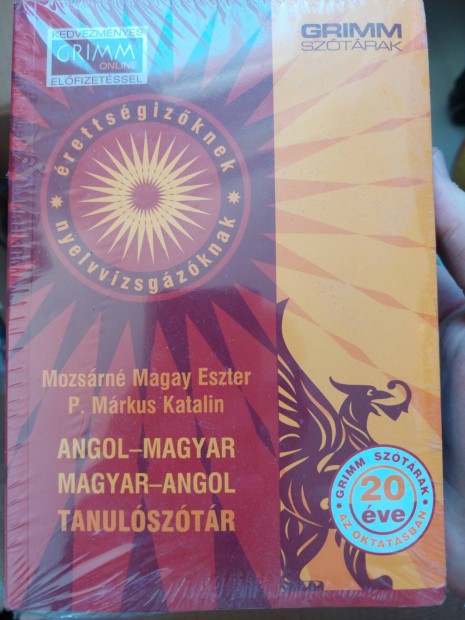 KEDVEZMÉNYES
GRIMM
ONLINE
ELŐFIZETÉSSEL
GRIMM
SZÓTÁRAK
érettségizőknek
nyelvvizsgázóknak
Mozsárné Magay Eszter
P. Márkus Katalin
ANGOL–MAGYAR
MAGYAR–ANGOL
TANULÓSZÓTÁR
GRIMM SZÓTÁRAK
20
éve
AZ OKTATÁSBAN